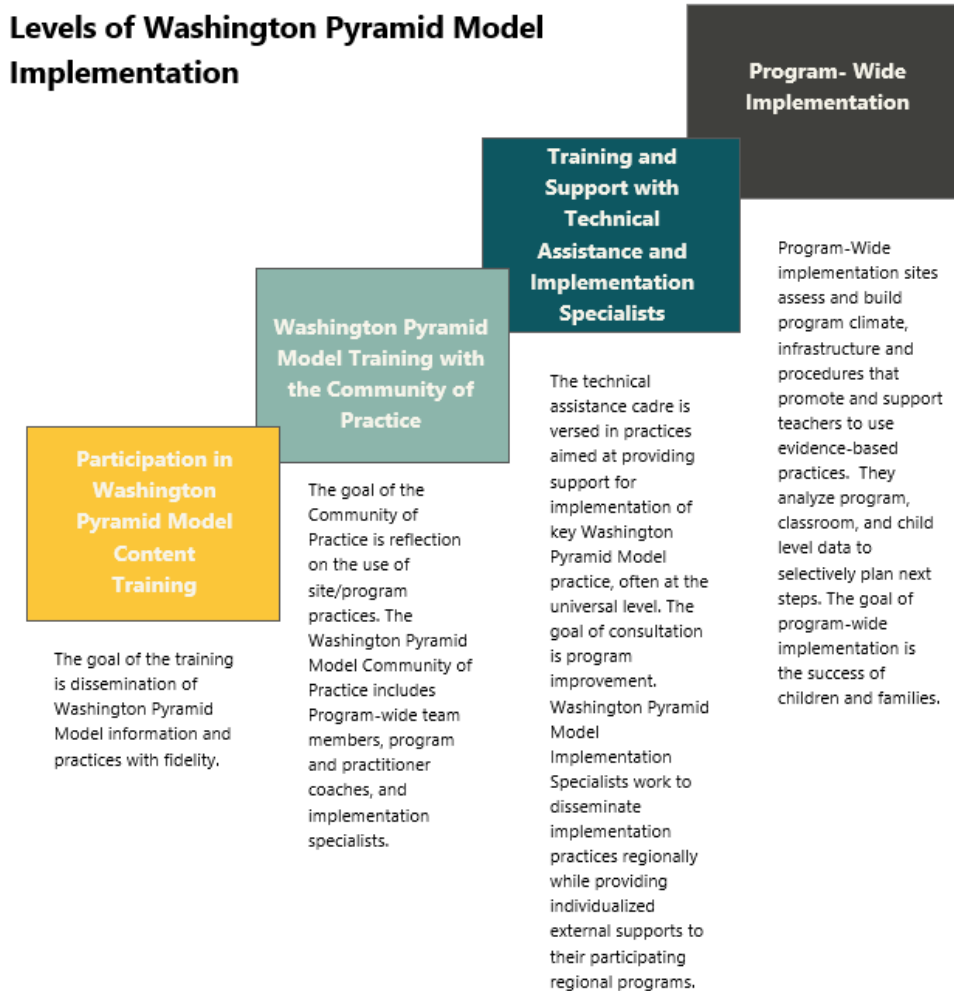 Levels of Washington Pyramid Model
Implementation
Participation in
Washington
Pyramid Model
Content
Training
The goal of the training
is dissemination of
Washington Pyramid
Model information and
practices with fidelity.
Washington Pyramid
Model Training with
the Community of
Practice
The goal of the
Community of
Practice is reflection
on the use of
site/program
practices. The
Washington Pyramid
Model Community of
Practice includes
Program-wide team
members, program
and practitioner
coaches, and
implementation
specialists.
Training and
Support with
Technical
Assistance and
Implementation
Specialists
The technical
assistance cadre is
versed in practices
aimed at providing
support for
implementation of
key Washington
Pyramid Model
practice, often at the
universal level. The
goal of consultation
is program
improvement.
Washington Pyramid
Model
Implementation
Specialists work to
disseminate
implementation
practices regionally
while providing
individualized
external supports to
their participating
regional programs.
Program- Wide
Implementation
Program-Wide
implementation sites
assess and build
program climate,
infrastructure and
procedures that
promote and support
teachers to use
evidence-based
practices.  They
analyze program,
classroom, and child
level data to
selectively plan next
steps. The goal of
program-wide
implementation is
the success of
children and families.